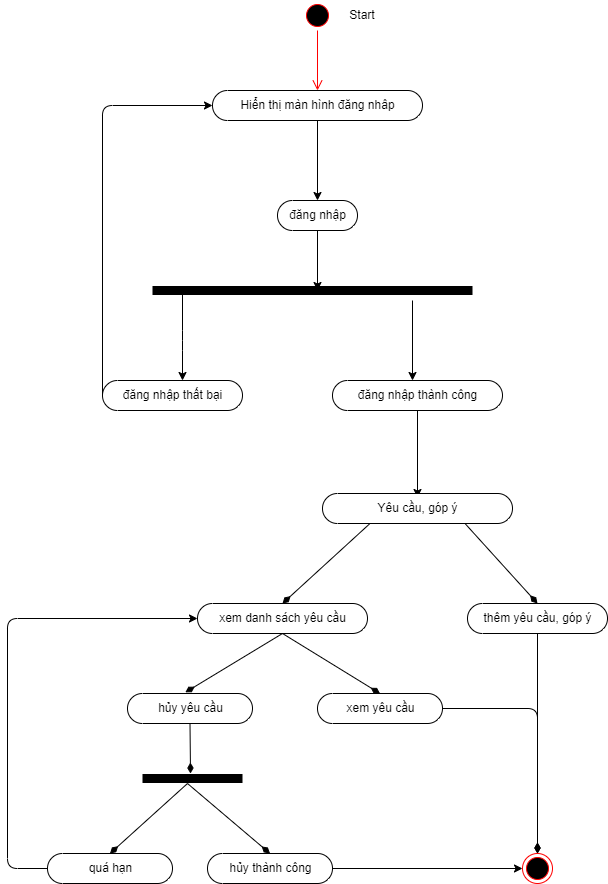 Start
Hiển thị màn hình đăng nhâp
đăng nhập
đăng nhập thất bại
đăng nhập thành công
Yêu cầu, góp ý
xem danh sách yêu cầu
thêm yêu cầu, góp ý
hủy yêu cầu
xem yêu cầu
quá hạn
hủy thành công